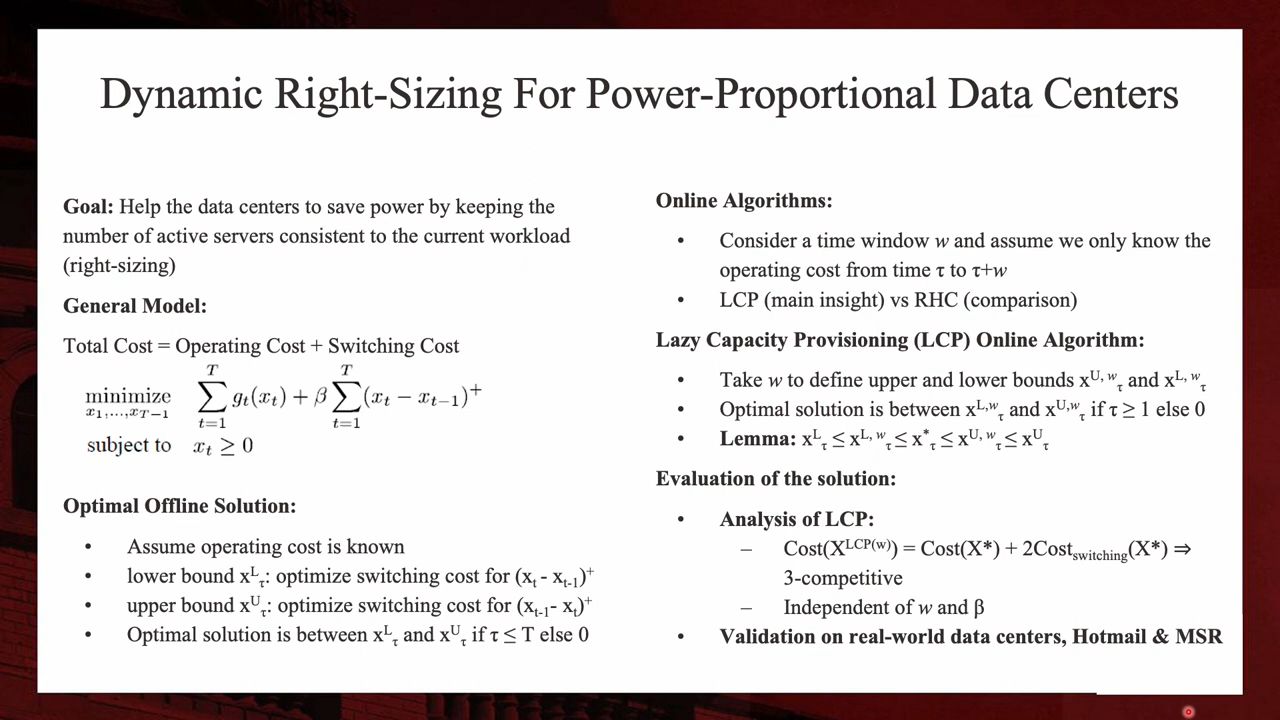 Dynamic Right-Sizing For Power-Proportional Data Centers
Goal: Help the data centers to save power by keeping the
number of active servers consistent to the current workload
(right-sizing)
General Model:
Total Cost = Operating Cost + Switching Cost
minimize_{x_1,...,x_{T-1}} \sum_{t=1}^{T} g_t(x_t) + β \sum_{t=1}^{T} (x_t − x_{t−1})^+
subject to x_t ≥ 0
Optimal Offline Solution:
• Assume operating cost is known
• lower bound x^L_τ: optimize switching cost for (x_t - x_{t-1})^+
• upper bound x^U_τ: optimize switching cost for (x_{t-1}- x_t)^+
• Optimal solution is between x^L_τ and x^U_τ if τ ≤ T else 0
Online Algorithms:
• Consider a time window w and assume we only know the
operating cost from time τ to τ+w
• LCP (main insight) vs RHC (comparison)
Lazy Capacity Provisioning (LCP) Online Algorithm:
• Take w to define upper and lower bounds x^{U, w}_τ and x^{L, w}_τ
• Optimal solution is between x^{L,w}_τ and x^{U,w}_τ if τ ≥ 1 else 0
• Lemma: x^L_τ ≤ x^{L, w}_τ ≤ x^*_τ ≤ x^{U, w}_τ ≤ x^U_τ
Evaluation of the solution:
• Analysis of LCP:
– Cost(X^{LCP(w)}) = Cost(X*) + 2Cost_{switching}(X*) ⇒
3-competitive
– Independent of w and β
• Validation on real-world data centers, Hotmail & MSR